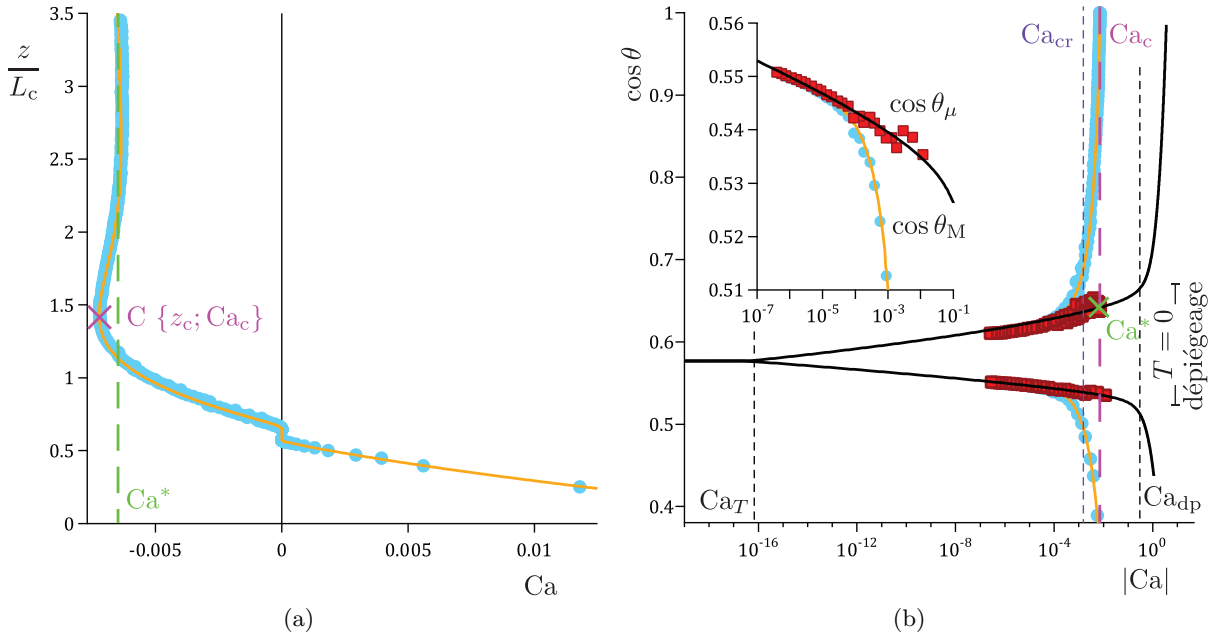 z
L_c
3.5
3
2.5
2
1.5
1
0.5
0
C {z_c; Ca_c}
Ca*
-0.005
0
0.005
0.01
Ca
(a)
cos θ
1
0.9
0.8
0.7
0.6
0.5
0.4
0.56
0.55
0.54
0.53
0.52
0.51
10^-7
10^-5
10^-3
10^-1
cos θ_μ
cos θ_M
Ca_cr
Ca_c
Ca*
T = 0
dépiégeage
Ca_T
Ca_dp
10^-16
10^-12
10^-8
10^-4
10^0
|Ca|
(b)